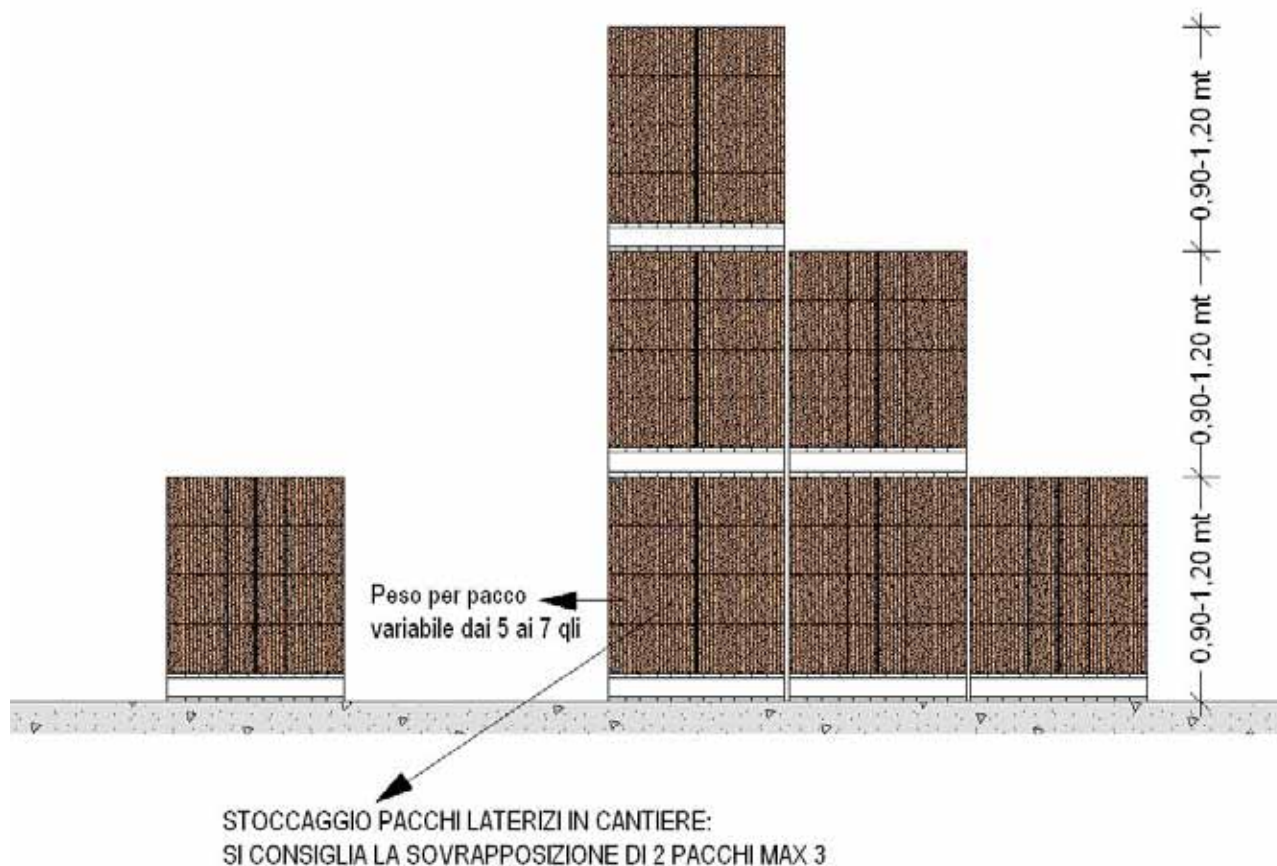 0,90-1,20 mt
0,90-1,20 mt
0,90-1,20 mt
Peso per pacco
variabile dai 5 ai 7 qli
STOCCAGGIO PACCHI LATERIZI IN CANTIERE:
SI CONSIGLIA LA SOVRAPPOSIZIONE DI 2 PACCHI MAX 3